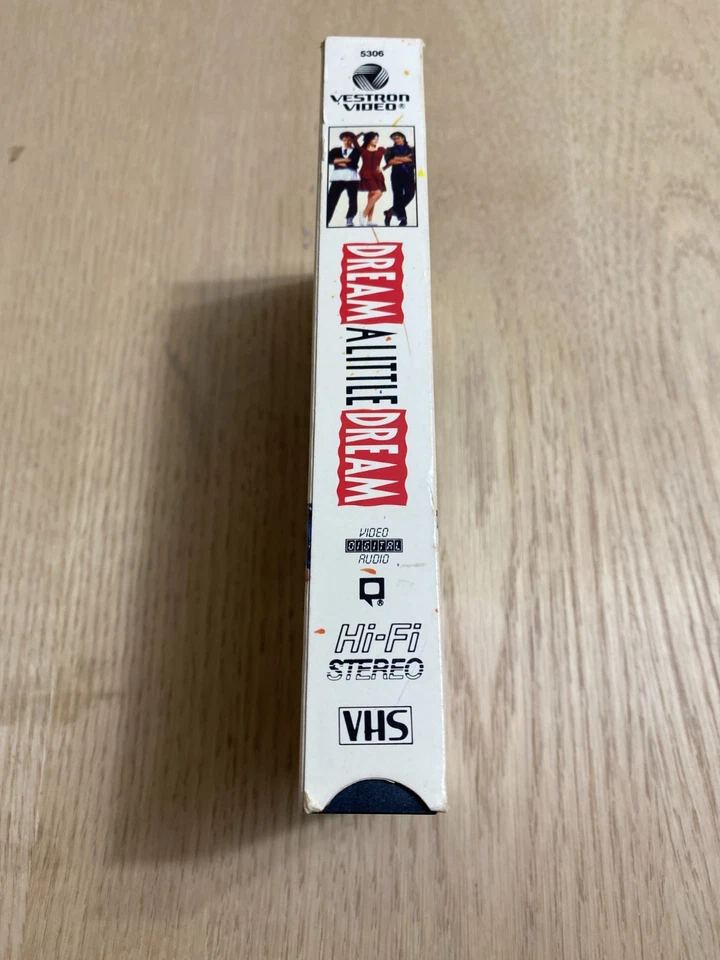 5306
VESTRON
VIDEO®
DREAM A LITTLE DREAM
VIDEO
DIGITAL
AUDIO
®
Hi-Fi
STEREO
VHS